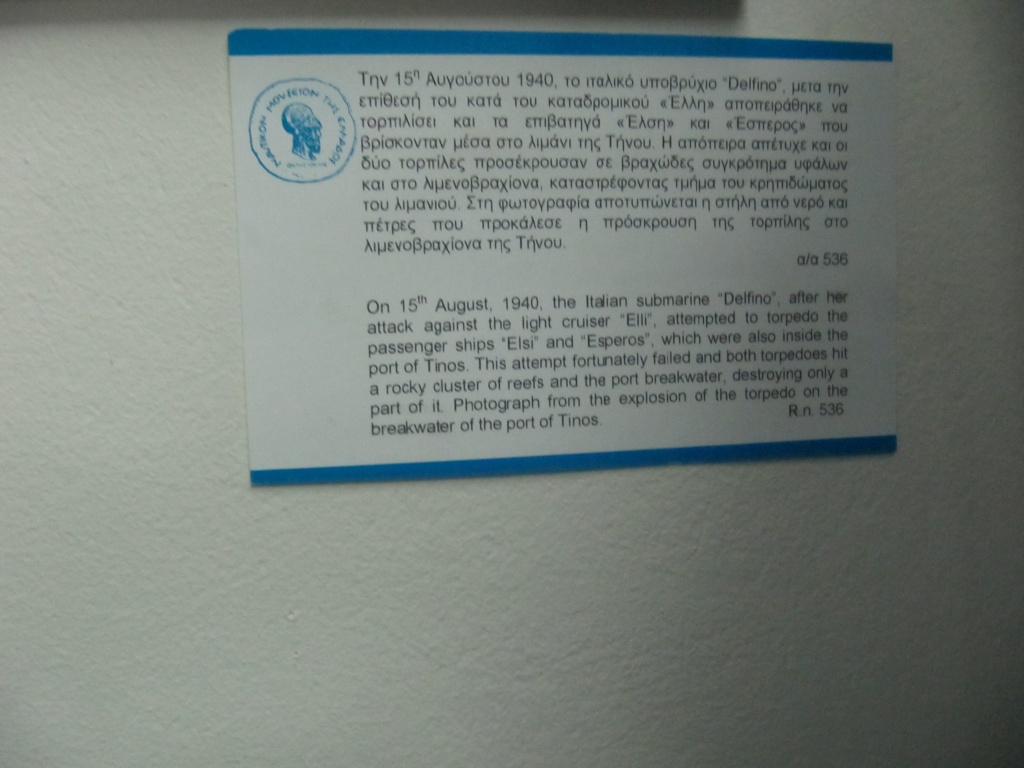 ΝΑΥΤΙΚΟΝ ΜΟΥΣΕΙΟΝ ΤΗΣ ΕΛΛΑΔΟΣ
Την 15η Αυγούστου 1940, το ιταλικό υποβρύχιο "Delfino", μετα την
επίθεσή του κατά του καταδρομικού «Έλλη» αποπειράθηκε να
τορπιλίσει και τα επιβατηγά «Έλση» και «Έσπερος» που
βρίσκονταν μέσα στο λιμάνι της Τήνου. Η απόπειρα απέτυχε και οι
δύο τορπίλες προσέκρουσαν σε βραχώδες συγκρότημα υφάλων
και στο λιμενοβραχίονα, καταστρέφοντας τμήμα του κρηπιδώματος
του λιμανιού. Στη φωτογραφία αποτυπώνεται η στήλη από νερό και
πέτρες που προκάλεσε η πρόσκρουση της τορπίλης στο
λιμενοβραχίονα της Τήνου.
α/α 536
On 15th August, 1940, the Italian submarine "Delfino", after her
attack against the light cruiser "Elli", attempted to torpedo the
passenger ships "Elsi" and "Esperos", which were also inside the
port of Tinos. This attempt fortunately failed and both torpedoes hit
a rocky cluster of reefs and the port breakwater, destroying only a
part of it. Photograph from the explosion of the torpedo on the
breakwater of the port of Tinos.
R.n. 536